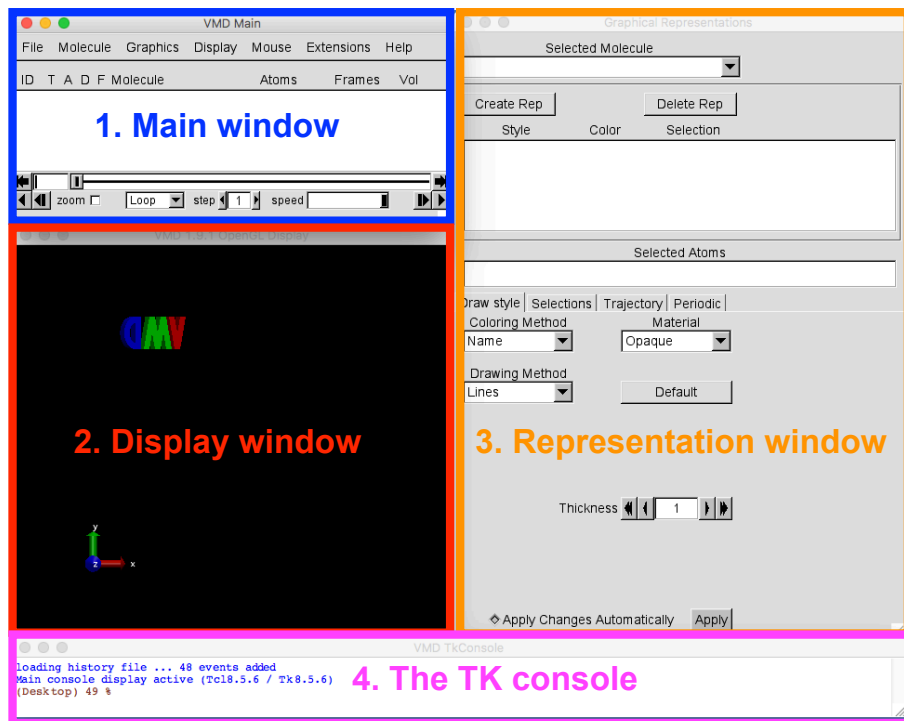 VMD Main
File Molecule Graphics Display Mouse Extensions Help
ID T A D F Molecule Atoms Frames Vol
1. Main window
zoom Loop step 1 speed
VMD 1.9.1 OpenGL Display
VMD
2. Display window
y
z x
Graphical Representations
Selected Molecule
Create Rep Delete Rep
Style Color Selection
Selected Atoms
Draw style Selections Trajectory Periodic
Coloring Method Material
Name Opaque
Drawing Method
Lines Default
3. Representation window
Thickness 1
Apply Changes Automatically Apply
VMD TkConsole
loading history file ... 48 events added
Main console display active (Tcl8.5.6 / Tk8.5.6)
(Desktop) 49 %
4. The TK console